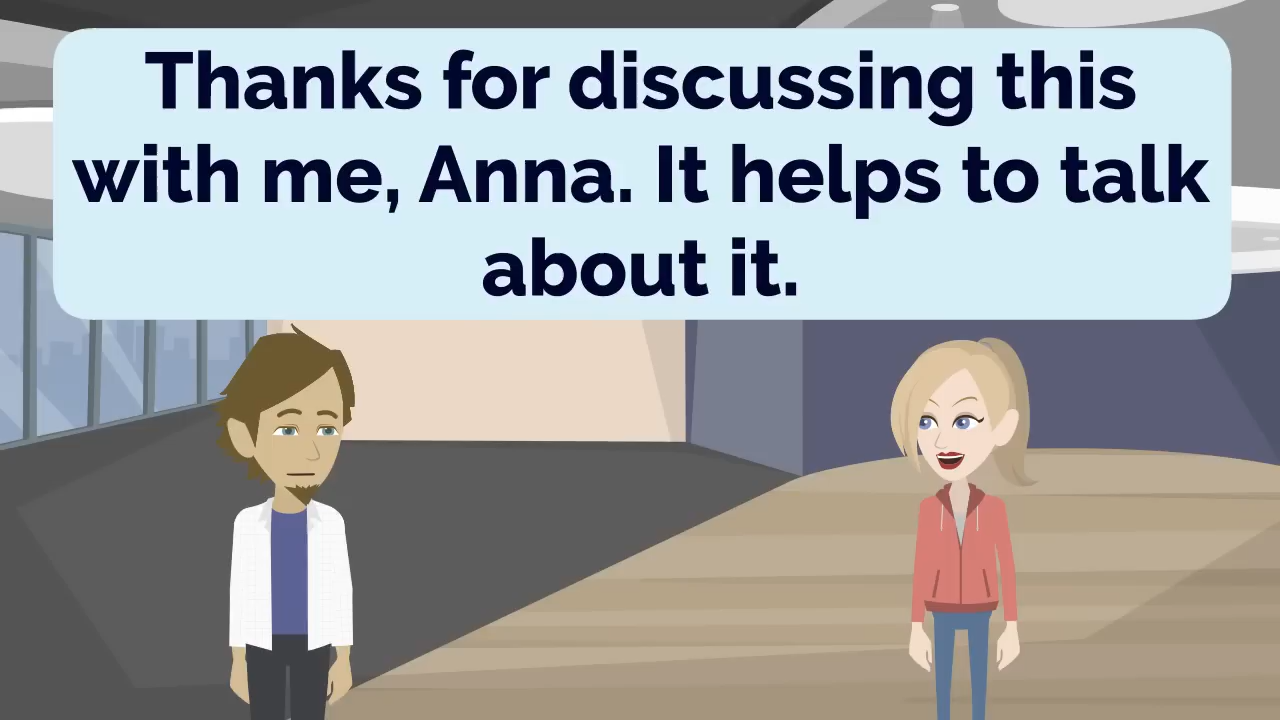 Thanks for discussing this
with me, Anna. It helps to talk
about it.